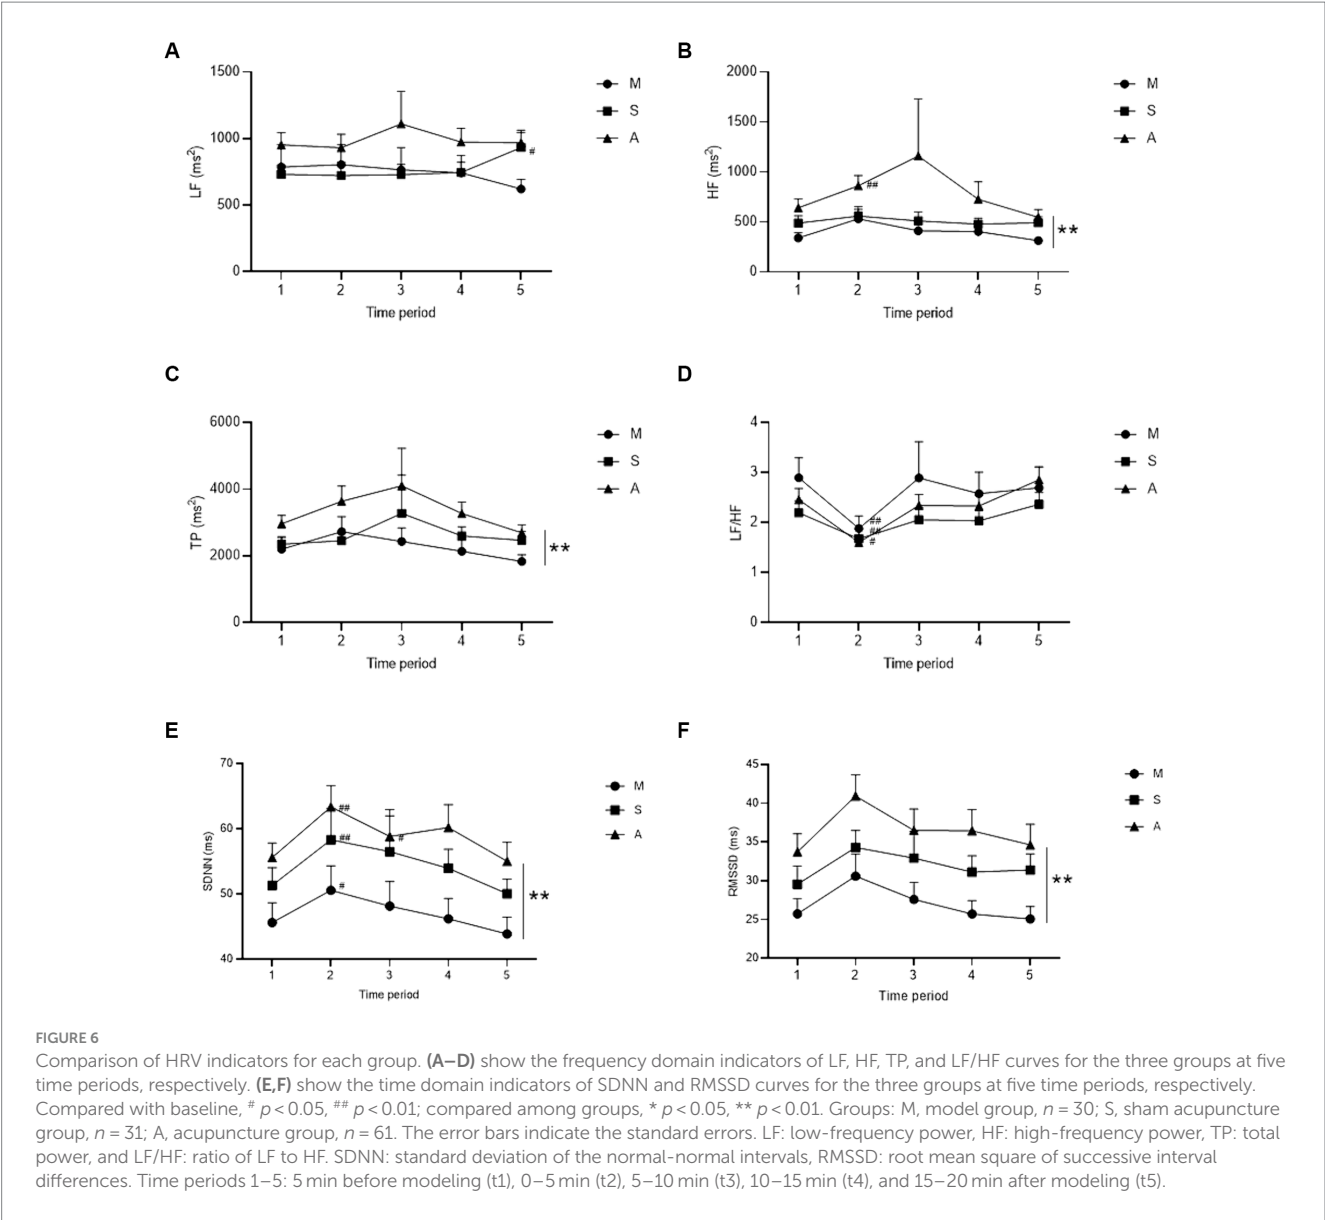 A
1500
1000
500
0
LF (ms2)
1 2 3 4 5
Time period
M
S
A
#
B
2000
1500
1000
500
0
HF (ms2)
1 2 3 4 5
Time period
M
S
A
##
**
C
6000
4000
2000
0
TP (ms2)
1 2 3 4 5
Time period
M
S
A
**
D
4
3
2
1
0
LF/HF
1 2 3 4 5
Time period
M
S
A
##
##
#
E
70
60
50
40
SDNN (ms)
1 2 3 4 5
Time period
M
S
A
##
##
#
#
**
F
45
40
35
30
25
20
RMSSD (ms)
1 2 3 4 5
Time period
M
S
A
**
FIGURE 6
Comparison of HRV indicators for each group. (A–D) show the frequency domain indicators of LF, HF, TP, and LF/HF curves for the three groups at five
time periods, respectively. (E,F) show the time domain indicators of SDNN and RMSSD curves for the three groups at five time periods, respectively.
Compared with baseline, # p < 0.05, ## p < 0.01; compared among groups, * p < 0.05, ** p < 0.01. Groups: M, model group, n = 30; S, sham acupuncture
group, n = 31; A, acupuncture group, n = 61. The error bars indicate the standard errors. LF: low-frequency power, HF: high-frequency power, TP: total
power, and LF/HF: ratio of LF to HF. SDNN: standard deviation of the normal-normal intervals, RMSSD: root mean square of successive interval
differences. Time periods 1–5: 5 min before modeling (t1), 0–5 min (t2), 5–10 min (t3), 10–15 min (t4), and 15–20 min after modeling (t5).